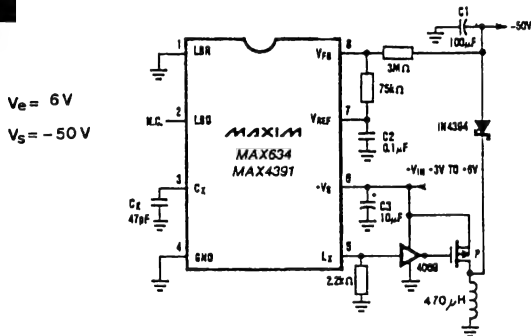 C1
100µF
-50V
1
LBR
VFB
8
3MΩ
75kΩ
Ve = 6V
VS = -50V
N.C.
2
LBO
MAXIM
MAX634
MAX4391
VREF
7
C2
0.1µF
IN4394
+VIN +3V TO +6V
3
CX
CX
47pF
+VS
6
C3
10µF
4
GND
LX
5
2.2kΩ
4069
P
470µH